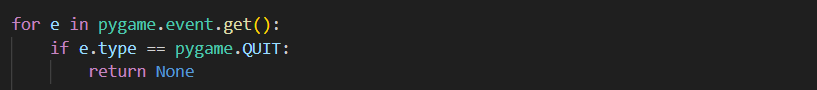 for e in pygame.event.get():
    if e.type == pygame.QUIT:
        return None